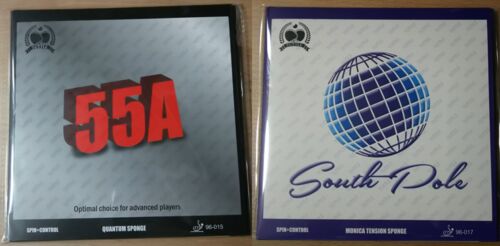 55A
Optimal choice for advanced players
SPIN+CONTROL
QUANTUM SPONGE
96-015
South Pole
SPIN+CONTROL
MONICA TENSION SPONGE
96-017